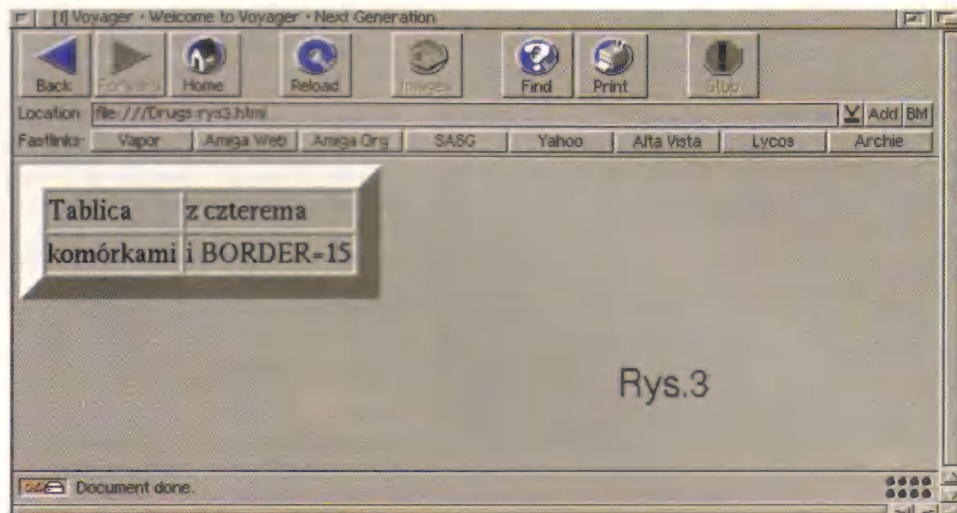 [1] Voyager · Welcome to Voyager · Next Generation
Back Forward Home Reload Images Find Print Stop
Location file:///Drugs:rys3.html Add BM
Fastlinks: Vapor Amiga Web Amiga Org SASG Yahoo Alta Vista Lycos Archie
Tablica z czterema
komórkami i BORDER=15
Rys.3
Document done.